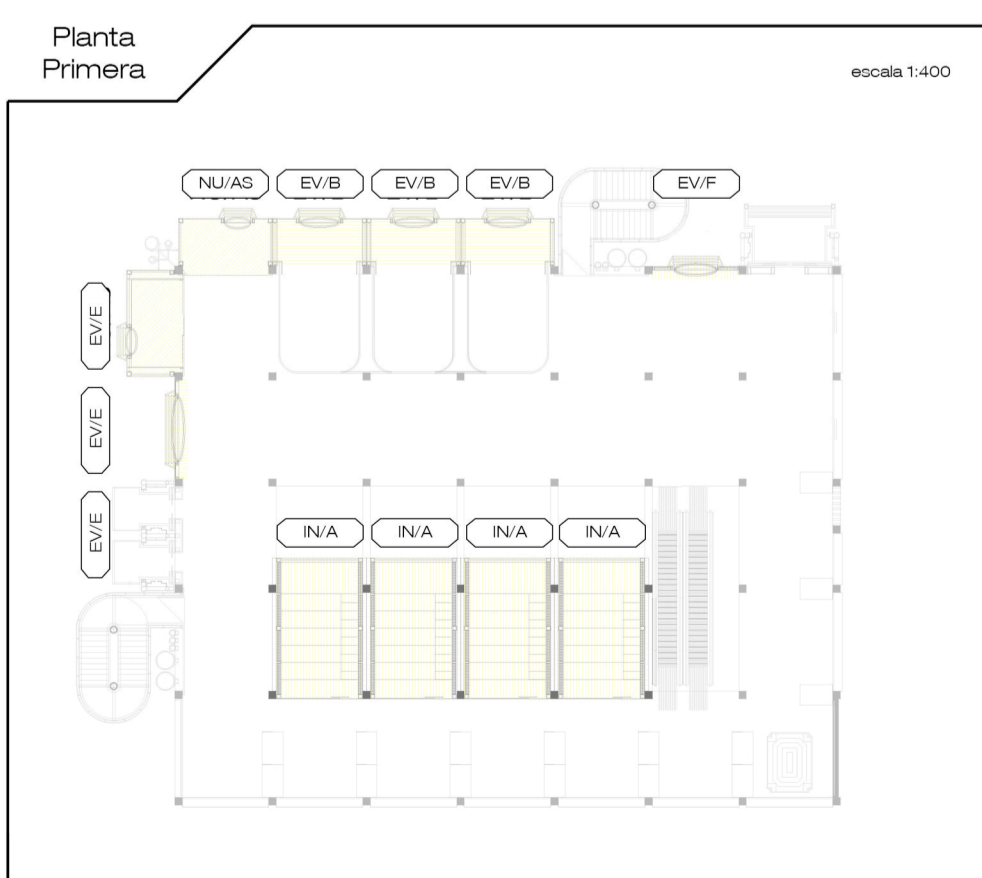 Planta
Primera
escala 1:400
NU/AS
EV/B
EV/B
EV/B
EV/F
EV/E
EV/E
EV/E
IN/A
IN/A
IN/A
IN/A